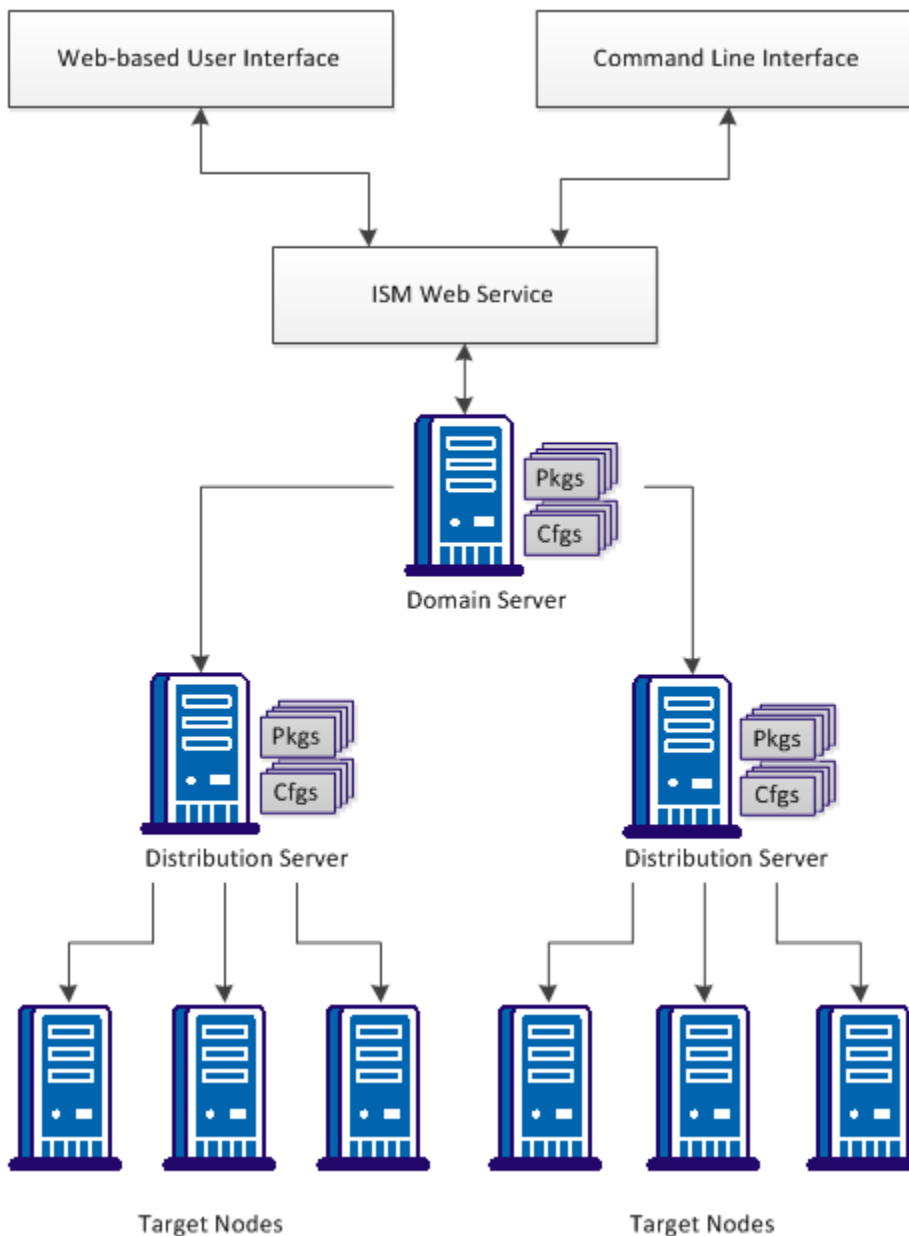 Web-based User Interface
Command Line Interface
ISM Web Service
Pkgs
Cfgs
Domain Server
Pkgs
Cfgs
Distribution Server
Pkgs
Cfgs
Distribution Server
Target Nodes
Target Nodes